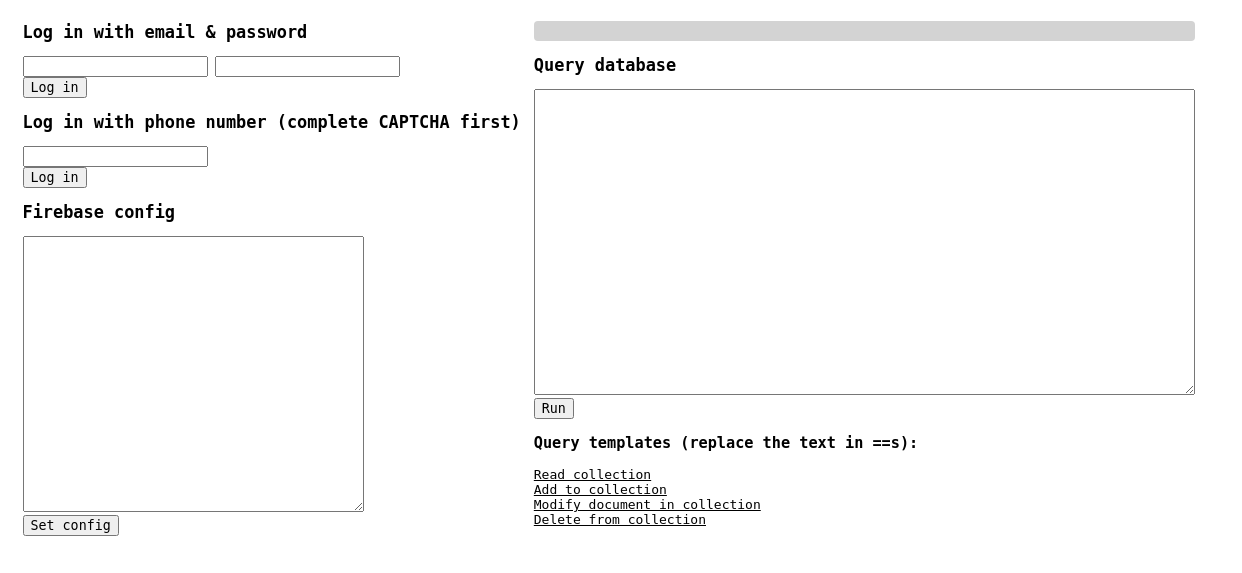 Log in with email & password
Log in
Log in with phone number (complete CAPTCHA first)
Log in
Firebase config
Set config
Query database
Run
Query templates (replace the text in ==s):
Read collection
Add to collection
Modify document in collection
Delete from collection